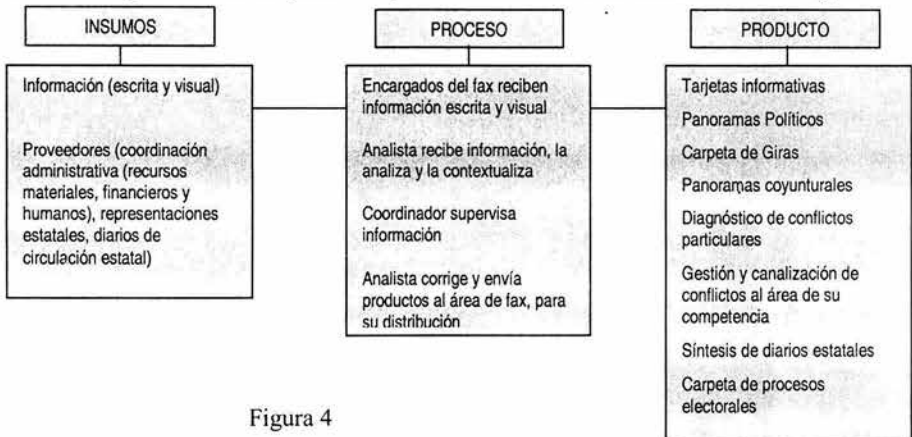 INSUMOS
Información (escrita y visual)
Proveedores (coordinación
administrativa (recursos
materiales, financieros y
humanos), representaciones
estatales, diarios de
circulación estatal)
PROCESO
Encargados del fax reciben
información escrita y visual
Analista recibe información, la
analiza y la contextualiza
Coordinador supervisa
información
Analista corrige y envía
productos al área de fax, para
su distribución
PRODUCTO
Tarjetas informativas
Panoramas Políticos
Carpeta de Giras
Panoramas coyunturales
Diagnóstico de conflictos
particulares
Gestión y canalización de
conflictos al área de su
competencia
Síntesis de diarios estatales
Carpeta de procesos
electorales
Figura 4